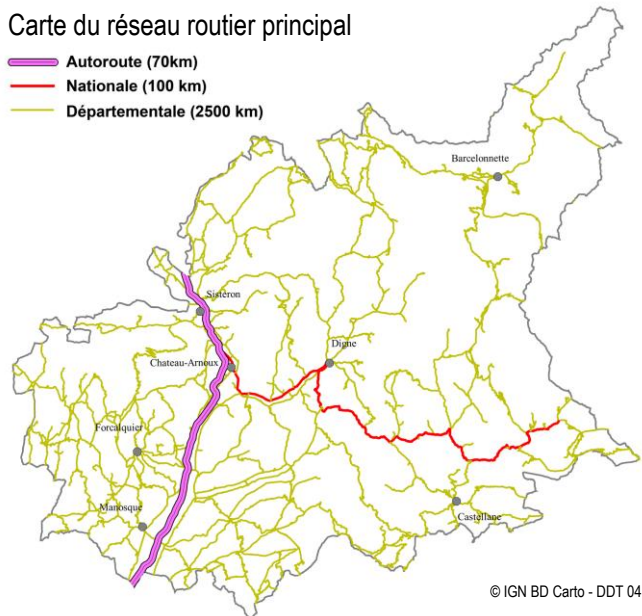 Carte du réseau routier principal
Autoroute (70km)
Nationale (100 km)
Départementale (2500 km)
Barcelonnette
Sistéron
Digne
Chateau-Arnoux
Forcalquier
Manosque
Castellane
© IGN BD Carto - DDT 04